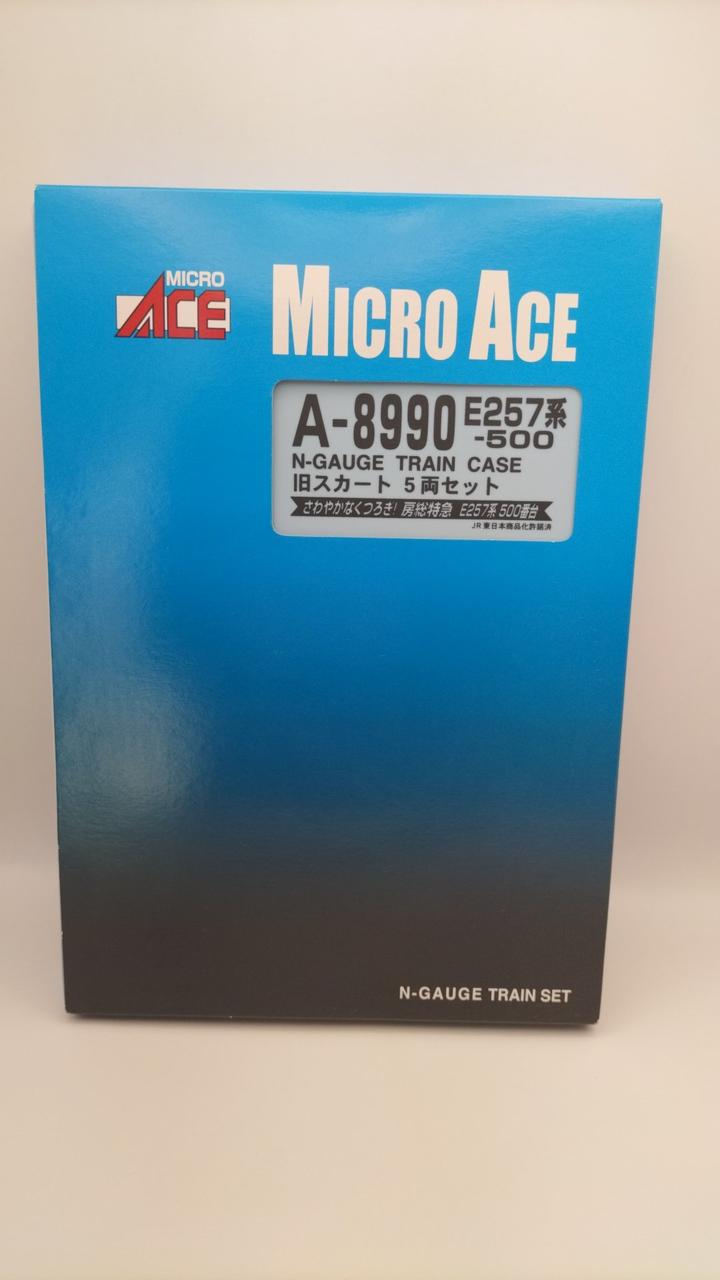 MICRO
ACE
MICRO ACE
A-8990 E257系
-500
N-GAUGE TRAIN CASE
旧スカート 5両セット
さわやかなくつろぎ! 房総特急 E257系 500番台
JR東日本商品化許諾済
N-GAUGE TRAIN SET